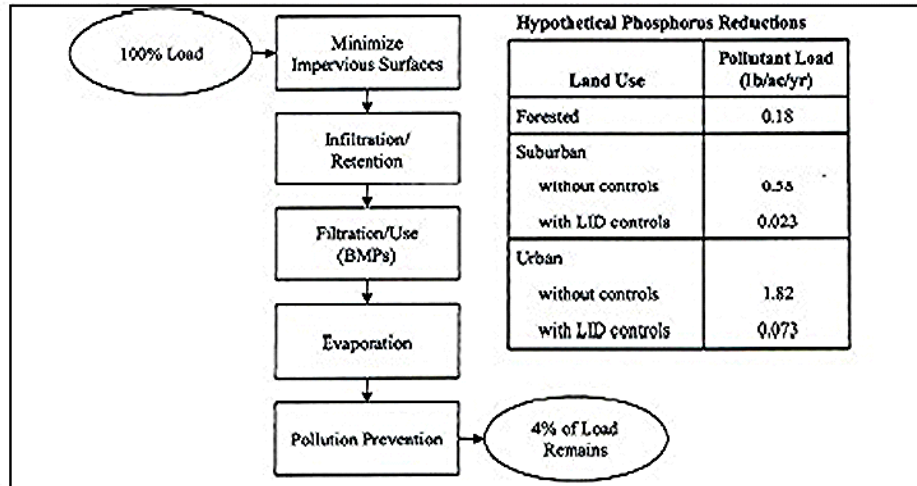 100% Load
Minimize
Impervious Surfaces
Infiltration/
Retention
Filtration/Use
(BMPs)
Evaporation
Pollution Prevention
4% of Load
Remains
Hypothetical Phosphorus Reductions
Land Use
Pollutant Load
(lb/ac/yr)
Forested
0.18
Suburban
without controls
0.58
with LID controls
0.023
Urban
without controls
1.82
with LID controls
0.073